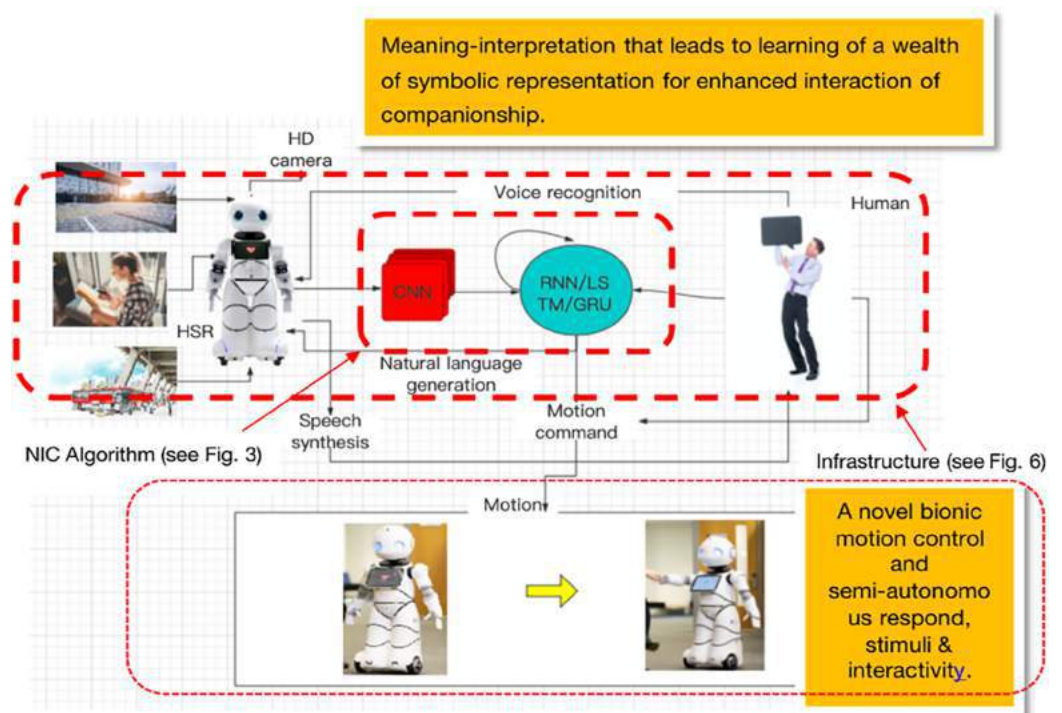 Meaning-interpretation that leads to learning of a wealth
of symbolic representation for enhanced interaction of
companionship.
HD
camera
Voice recognition
Human
CNN
RNN/LS
TM/GRU
HSR
Natural language
generation
Speech
synthesis
Motion
command
NIC Algorithm (see Fig. 3)
Infrastructure (see Fig. 6)
Motion
A novel bionic
motion control
and
semi-autonomo
us respond,
stimuli &
interactivity.